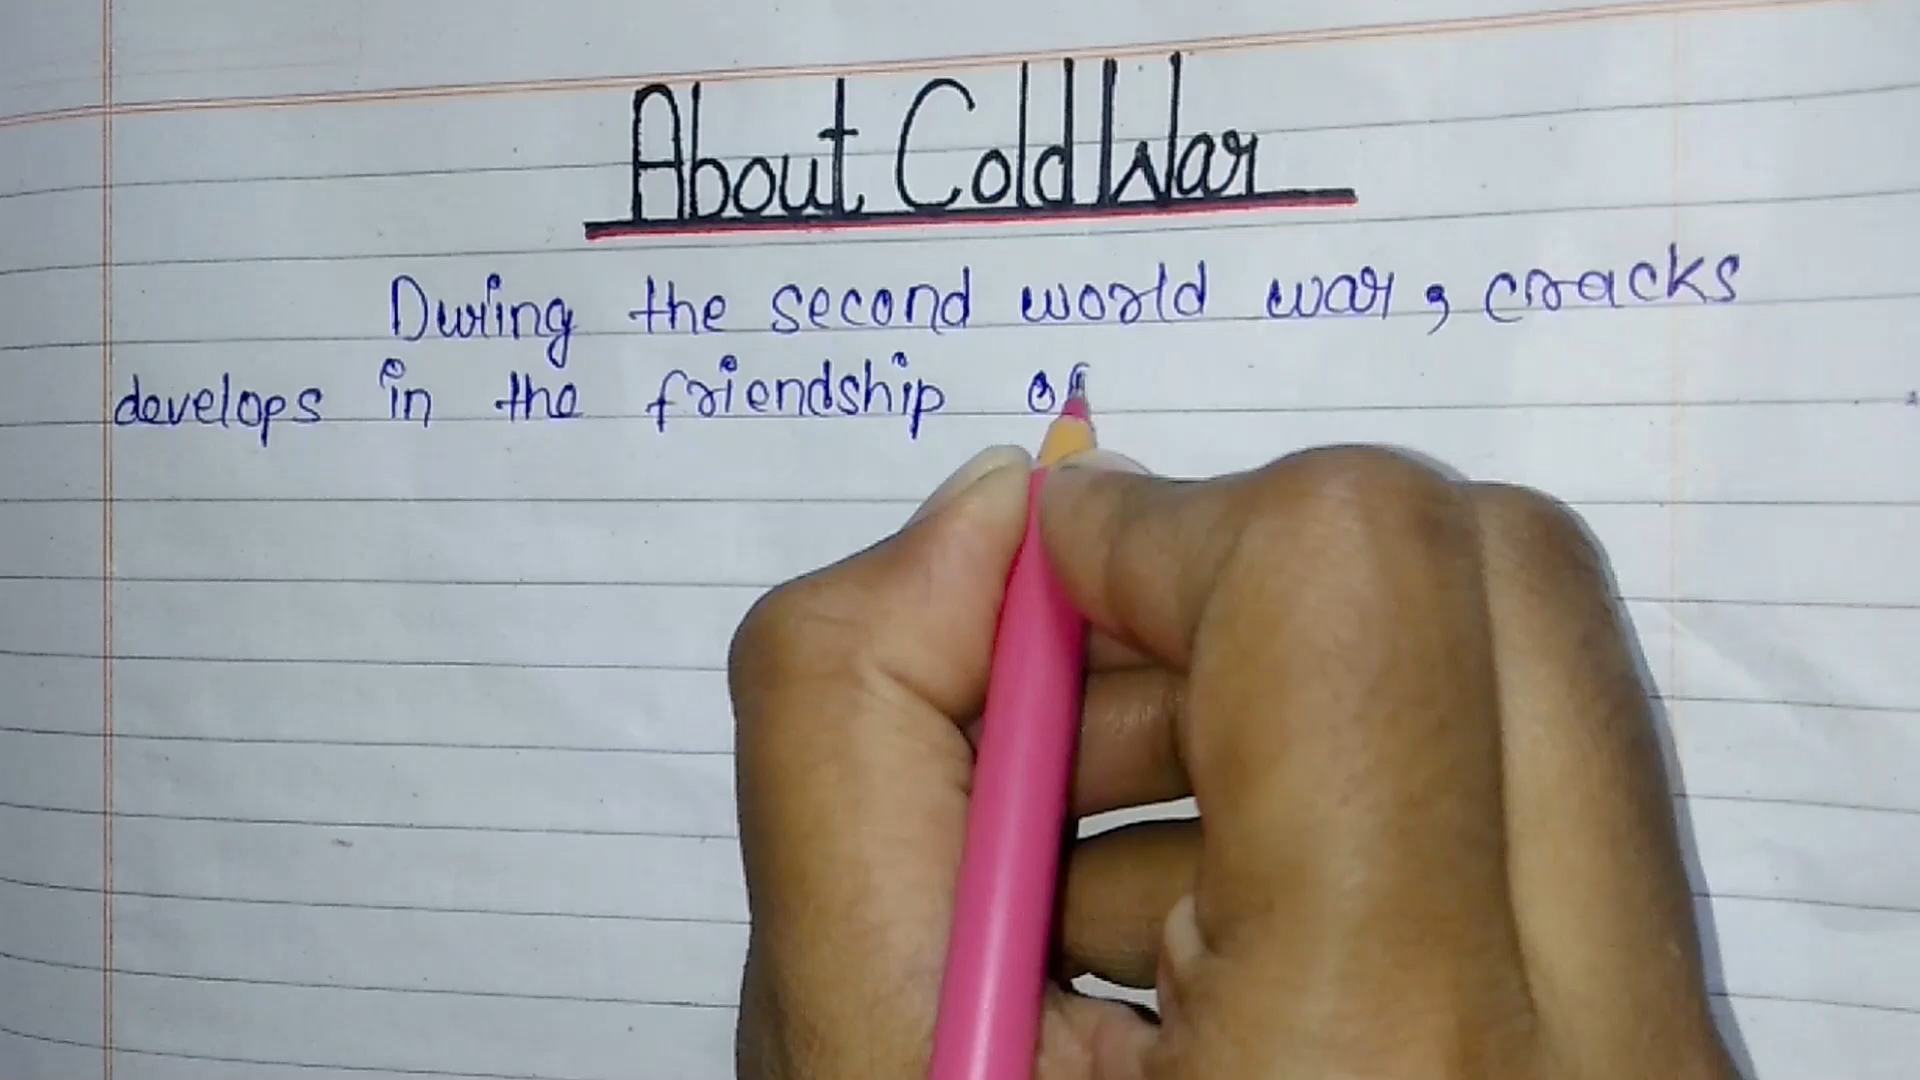 About Cold War
During the second world war, cracks
develops in the friendship of